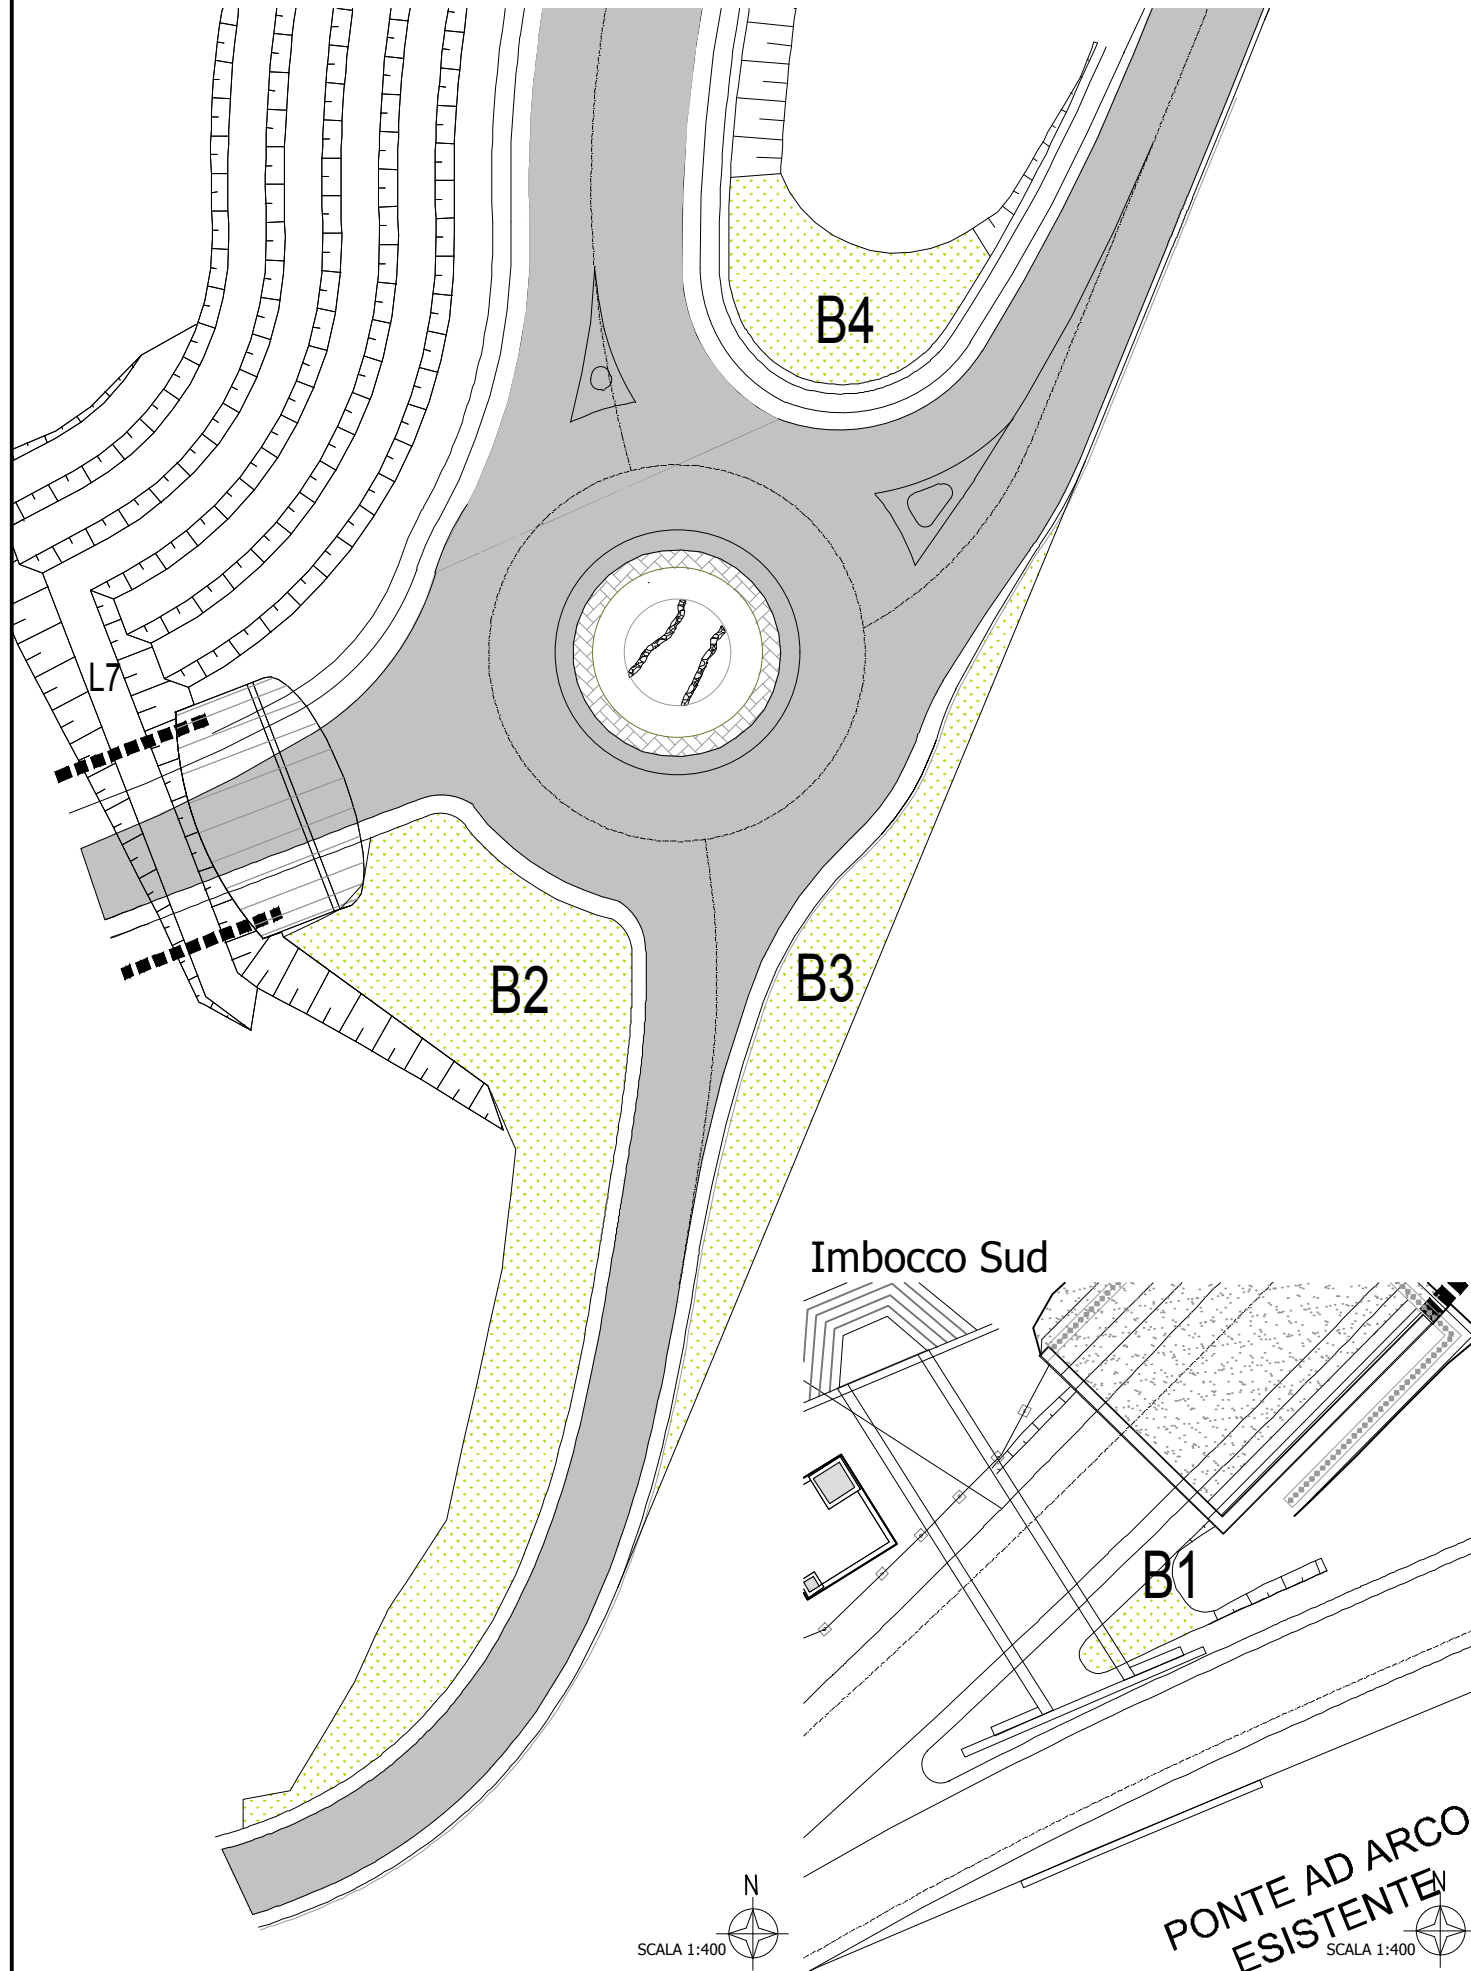 B4
L7
B2
B3
Imbocco Sud
B1
PONTE AD ARCO
ESISTENTE
N
SCALA 1:400
N
SCALA 1:400